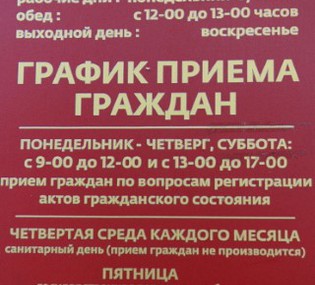 обед : с 12-00 до 13-00 часов
выходной день : воскресенье
ГРАФИК ПРИЕМА
ГРАЖДАН
ПОНЕДЕЛЬНИК - ЧЕТВЕРГ, СУББОТА:
с 9-00 до 12-00 и с 13-00 до 17-00
прием граждан по вопросам регистрации
актов гражданского состояния
ЧЕТВЕРТАЯ СРЕДА КАЖДОГО МЕСЯЦА
санитарный день (прием граждан не производится)
ПЯТНИЦА